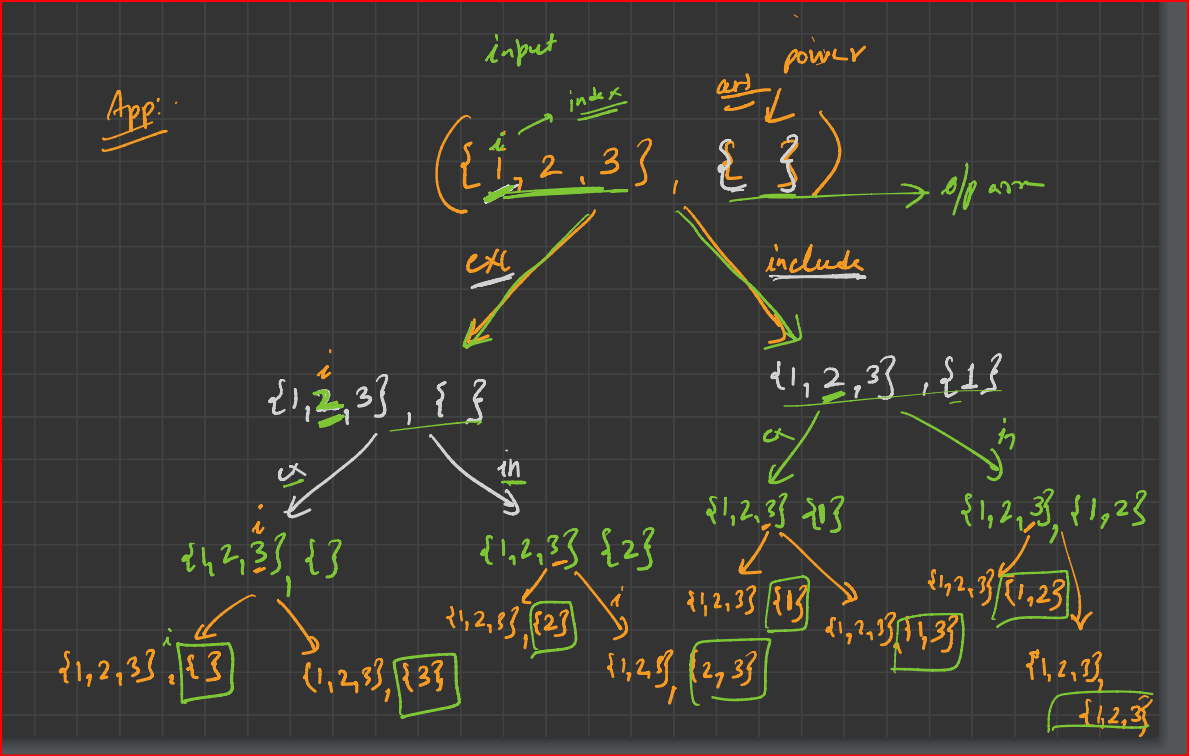 input
power
App:
index
arr
i
({1, 2, 3}, { })
O/p arr
exc
include
i
{1, 2, 3}, { }
{1, 2, 3}, {1}
ex
in
ex
in
i
{1, 2, 3}, { }
{1, 2, 3} {2}
{1, 2, 3} {1}
{1, 2, 3}, {1, 2}
i
{1, 2, 3}, { }
{1, 2, 3}, {3}
{1, 2, 3}, {2}
i
{1, 2, 3}, {2, 3}
{1, 2, 3} {1}
{1, 2, 3}, {1, 3}
{1, 2, 3} {1, 2}
{1, 2, 3},
{1, 2, 3}